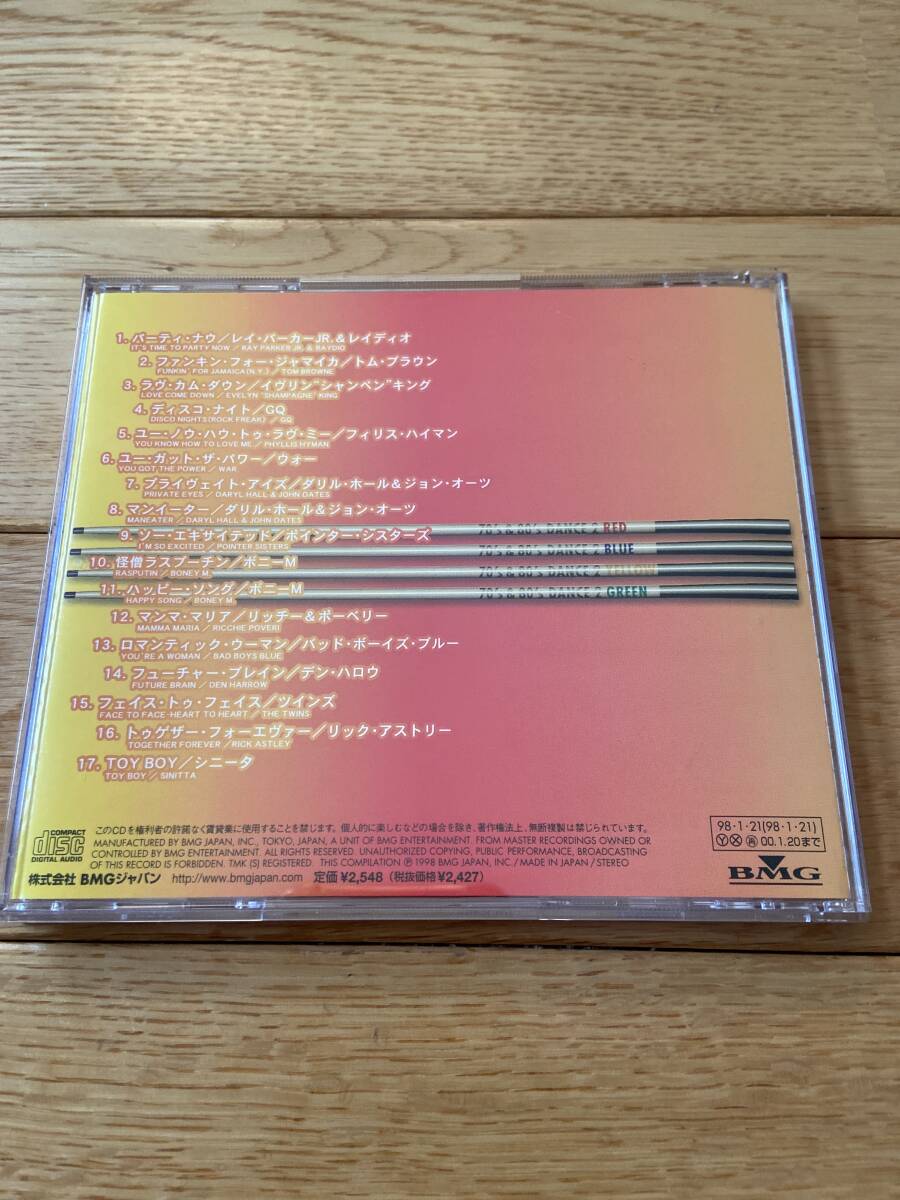 1. パーティ・ナウ／レイ・パーカーJR.&レイディオ
IT'S TIME TO PARTY NOW／RAY PARKER JR. & RAYDIO
2. ファンキン・フォー・ジャマイカ／トム・ブラウン
FUNKIN' FOR JAMAICA (N.Y.)／TOM BROWNE
3. ラヴ・カム・ダウン／イヴリン"シャンペン"キング
LOVE COME DOWN／EVELYN "SHAMPAGNE" KING
4. ディスコ・ナイト／GQ
DISCO NIGHTS (ROCK FREAK)／GQ
5. ユー・ノウ・ハウ・トゥ・ラヴ・ミー／フィリス・ハイマン
YOU KNOW HOW TO LOVE ME／PHYLLIS HYMAN
6. ユー・ガット・ザ・パワー／ウォー
YOU GOT THE POWER／WAR
7. プライヴェイト・アイズ／ダリル・ホール&ジョン・オーツ
PRIVATE EYES／DARYL HALL & JOHN OATES
8. マンイーター／ダリル・ホール&ジョン・オーツ
MANEATER／DARYL HALL & JOHN OATES
70's & 80's DANCE 2 RED
9. ソー・エキサイテッド／ポインター・シスターズ
I'M SO EXCITED／POINTER SISTERS
70's & 80's DANCE 2 BLUE
10. 怪僧ラスプーチン／ボニーM
RASPUTIN／BONEY M.
70's & 80's DANCE 2 YELLOW
11. ハッピー・ソング／ボニーM
HAPPY SONG／BONEY M.
70's & 80's DANCE 2 GREEN
12. マンマ・マリア／リッチー&ポーベリー
MAMMA MARIA／RICCHIE POVERI
13. ロマンティック・ウーマン／バッド・ボーイズ・ブルー
YOU'RE A WOMAN／BAD BOYS BLUE
14. フューチャー・ブレイン／デン・ハロウ
FUTURE BRAIN／DEN HARROW
15. フェイス・トゥ・フェイス／ツインズ
FACE TO FACE-HEART TO HEART／THE TWINS
16. トゥゲザー・フォーエヴァー／リック・アストリー
TOGETHER FOREVER／RICK ASTLEY
17. TOY BOY／シニータ
TOY BOY／SINITTA
COMPACT disc DIGITAL AUDIO
このCDを権利者の許諾なく賃貸業に使用することを禁じます。個人的に楽しむなどの場合を除き、著作権法上、無断複製は禁じられています。
MANUFACTURED BY BMG JAPAN, INC., TOKYO, JAPAN, A UNIT OF BMG ENTERTAINMENT. FROM MASTER RECORDINGS OWNED OR
CONTROLLED BY BMG ENTERTAINMENT. ALL RIGHTS RESERVED. UNAUTHORIZED COPYING, PUBLIC PERFORMANCE, BROADCASTING
OF THIS RECORD IS FORBIDDEN. TMK (S) REGISTERED. THIS COMPILATION ℗ 1998 BMG JAPAN, INC./MADE IN JAPAN/STEREO
株式会社 BMGジャパン http://www.bmgjapan.com 定価 ¥2,548（税抜価格 ¥2,427）
98・1・21(98・1・21)
Ⓨ Ⓧ 再 00.1.20まで
BMG